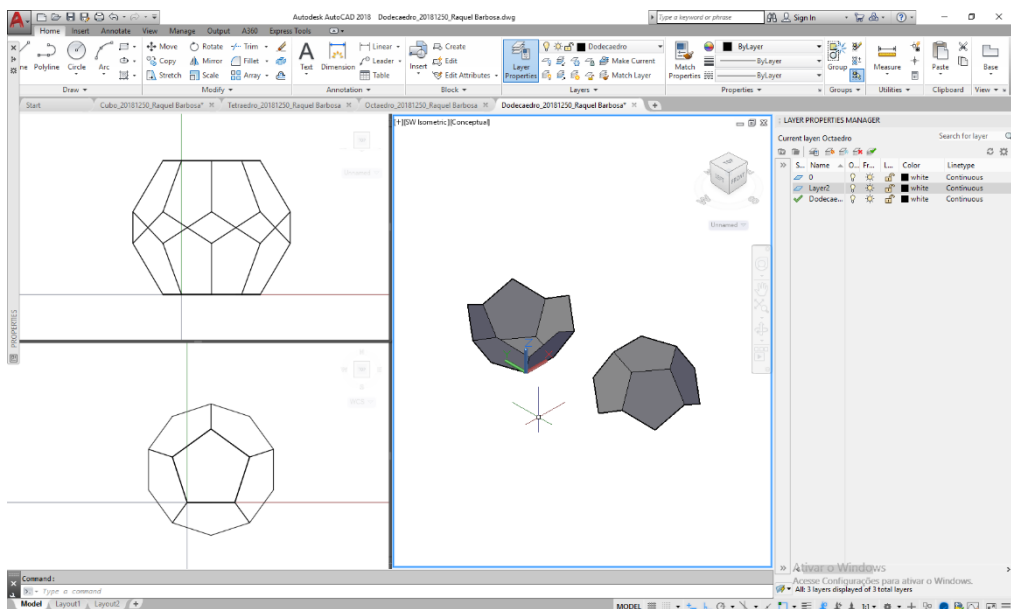 Autodesk AutoCAD 2018 Dodecaedro_20181250_Raquel Barbosa.dwg
Type a keyword or phrase
Sign In
Home Insert Annotate View Manage Output A360 Express Tools
Polyline Circle Arc
Move Rotate Trim
Copy Mirror Fillet
Stretch Scale Array
Text Dimension
Linear
Leader
Table
Insert
Create
Edit
Edit Attributes
Layer Properties
Dodecaedro
Make Current
Match Layer
Match Properties
ByLayer
ByLayer
ByLayer
Group
Measure
Paste
Base
Draw Modify Annotation Block Layers Properties Groups Utilities Clipboard View
Start Cubo_20181250_Raquel Barbosa* Tetraedro_20181250_Raquel Barbosa Octaedro_20181250_Raquel Barbosa Dodecaedro_20181250_Raquel Barbosa*
[+][SW Isometric][Conceptual]
TOP
FRONT
Unnamed
PROPERTIES
LAYER PROPERTIES MANAGER
Current layer: Octaedro
Search for layer
S... Name O... Fr... L... Color Linetype
0 white Continuous
Layer2 white Continuous
Dodecae... white Continuous
Ativar o Windows
Acesse Configurações para ativar o Windows.
All: 3 layers displayed of 3 total layers
Command:
Type a command
Model Layout1 Layout2 +
MODEL